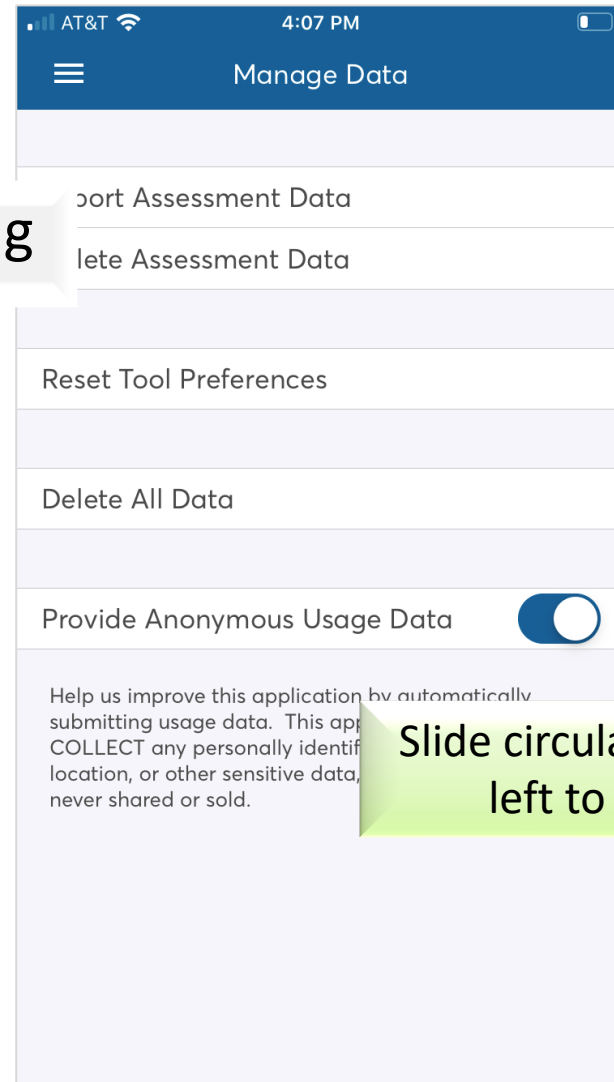 AT&T
4:07 PM
Manage Data
port Assessment Data
g
lete Assessment Data
Reset Tool Preferences
Delete All Data
Provide Anonymous Usage Data
Help us improve this application by automatically
submitting usage data. This app
COLLECT any personally identif
location, or other sensitive data,
never shared or sold.
Slide circula
left to